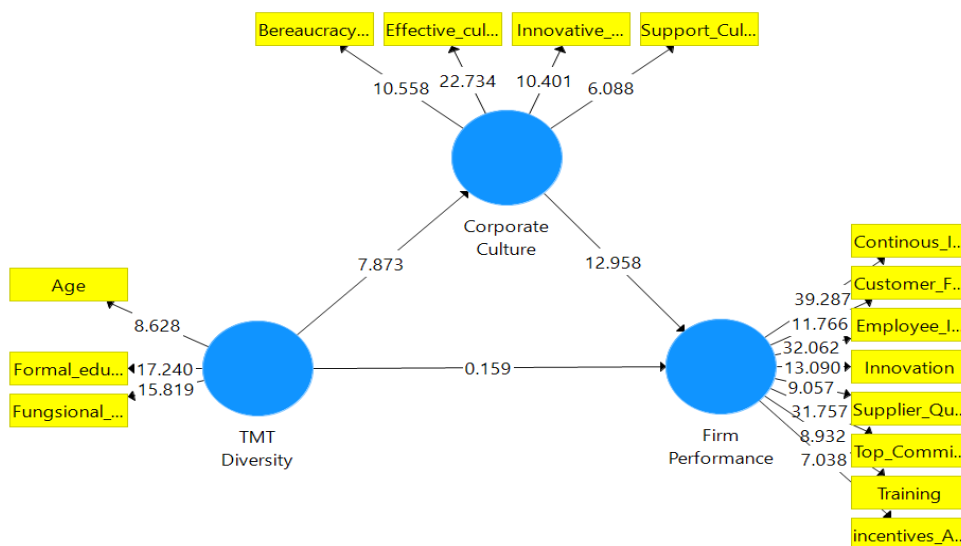 Bereaucracy...
Effective_cul...
Innovative_...
Support_Cul...
10.558
22.734
10.401
6.088
Corporate
Culture
7.873
12.958
Age
8.628
Formal_edu...
17.240
Fungsional_...
15.819
TMT
Diversity
0.159
Firm
Performance
Continous_I...
39.287
Customer_F...
11.766
Employee_I...
32.062
Innovation
13.090
Supplier_Qu...
9.057
Top_Commi...
31.757
Training
8.932
incentives_A...
7.038